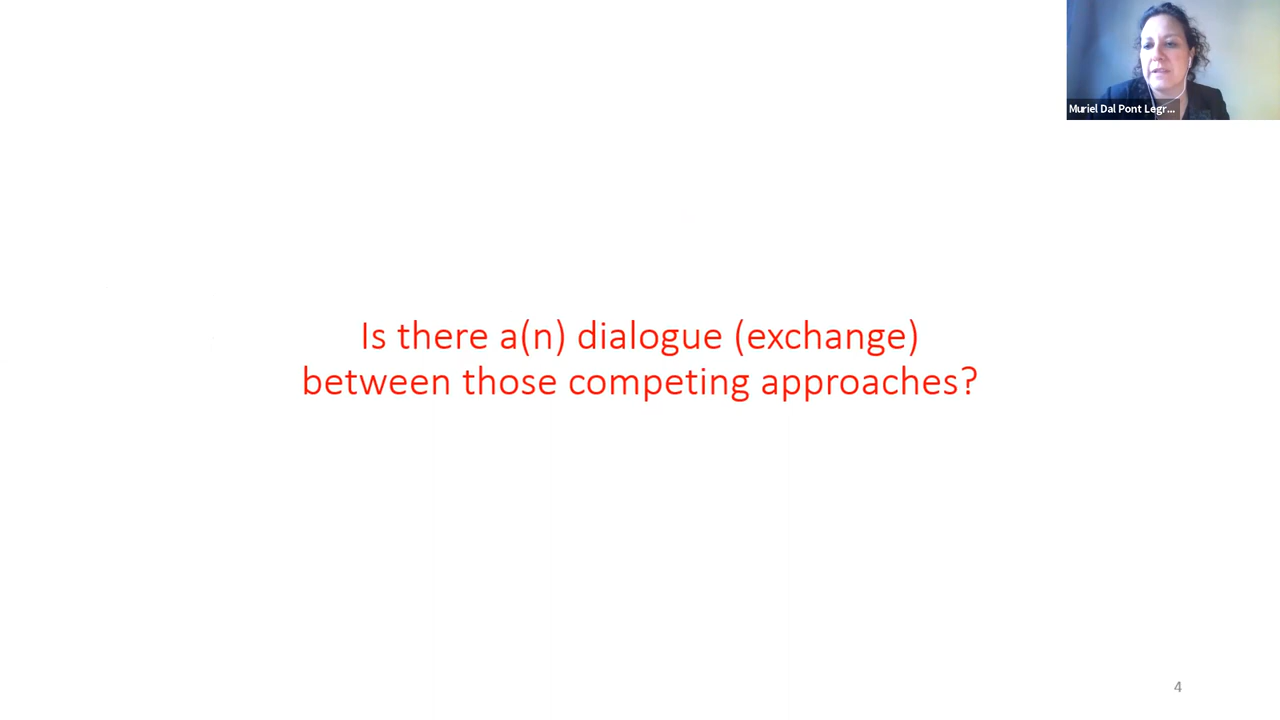 Muriel Dal Pont Legr...
Is there a(n) dialogue (exchange)
between those competing approaches?
4